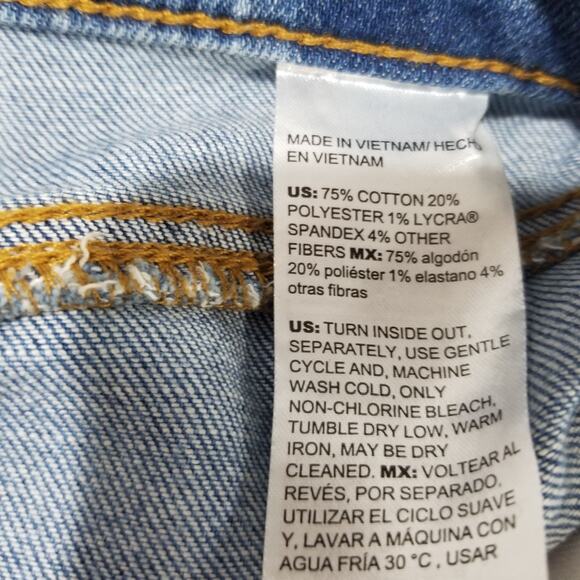 MADE IN VIETNAM/ HECHO
EN VIETNAM
US: 75% COTTON 20%
POLYESTER 1% LYCRA®
SPANDEX 4% OTHER
FIBERS MX: 75% algodón
20% poliéster 1% elastano 4%
otras fibras
US: TURN INSIDE OUT,
SEPARATELY, USE GENTLE
CYCLE AND, MACHINE
WASH COLD, ONLY
NON-CHLORINE BLEACH,
TUMBLE DRY LOW, WARM
IRON, MAY BE DRY
CLEANED. MX: VOLTEAR AL
REVÉS, POR SEPARADO,
UTILIZAR EL CICLO SUAVE
Y, LAVAR A MÁQUINA CON
AGUA FRÍA 30 °C , USAR